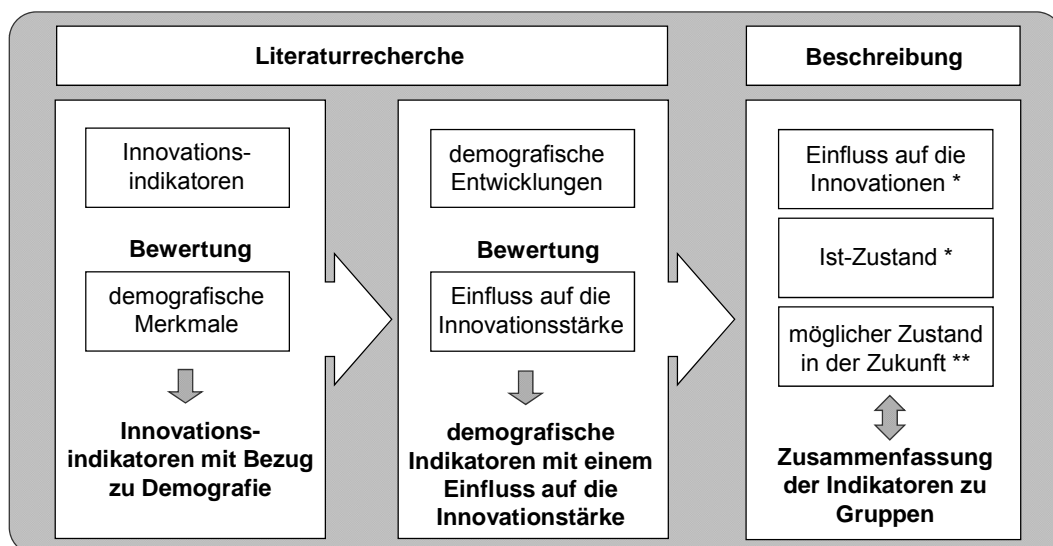 Literaturrecherche
Beschreibung
Innovations-
indikatoren
Bewertung
demografische
Merkmale
Innovations-
indikatoren mit Bezug
zu Demografie
demografische
Entwicklungen
Bewertung
Einfluss auf die
Innovationsstärke
demografische
Indikatoren mit einem
Einfluss auf die
Innovationstärke
Einfluss auf die
Innovationen *
Ist-Zustand *
möglicher Zustand
in der Zukunft **
Zusammenfassung
der Indikatoren zu
Gruppen